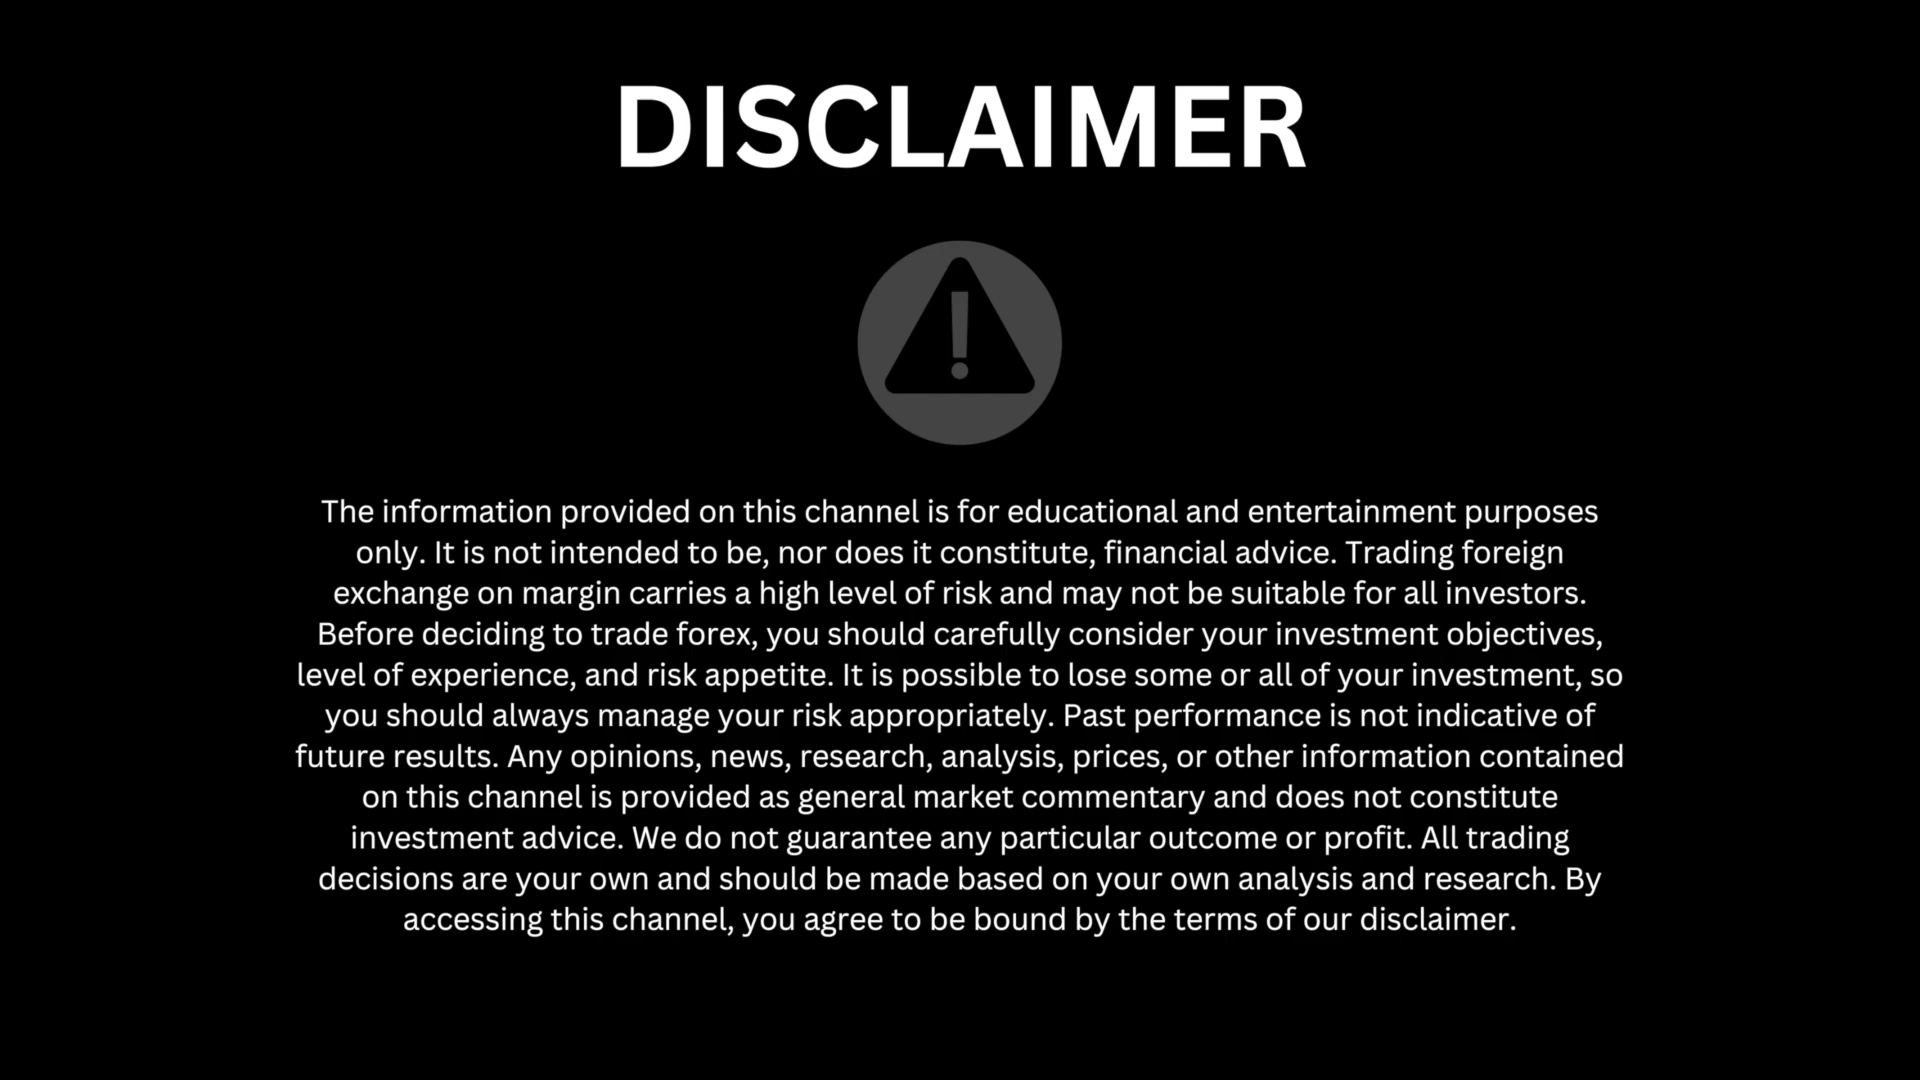 DISCLAIMER
The information provided on this channel is for educational and entertainment purposes
only. It is not intended to be, nor does it constitute, financial advice. Trading foreign
exchange on margin carries a high level of risk and may not be suitable for all investors.
Before deciding to trade forex, you should carefully consider your investment objectives,
level of experience, and risk appetite. It is possible to lose some or all of your investment, so
you should always manage your risk appropriately. Past performance is not indicative of
future results. Any opinions, news, research, analysis, prices, or other information contained
on this channel is provided as general market commentary and does not constitute
investment advice. We do not guarantee any particular outcome or profit. All trading
decisions are your own and should be made based on your own analysis and research. By
accessing this channel, you agree to be bound by the terms of our disclaimer.